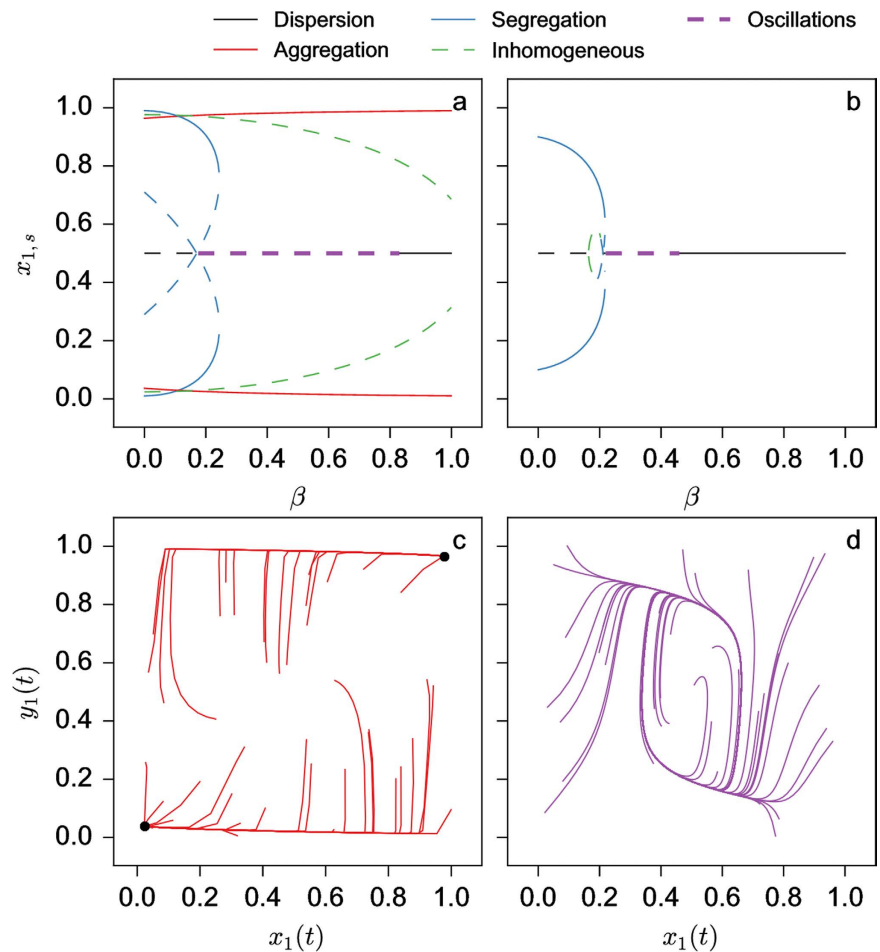 Dispersion Segregation Oscillations
Aggregation Inhomogeneous
a
b
1.0
0.8
0.6
0.4
0.2
0.0
x1, s
0.0 0.2 0.4 0.6 0.8 1.0
0.0 0.2 0.4 0.6 0.8 1.0
β
β
c
d
1.0
0.8
0.6
0.4
0.2
0.0
y1(t)
0.0 0.2 0.4 0.6 0.8 1.0
0.0 0.2 0.4 0.6 0.8 1.0
x1(t)
x1(t)